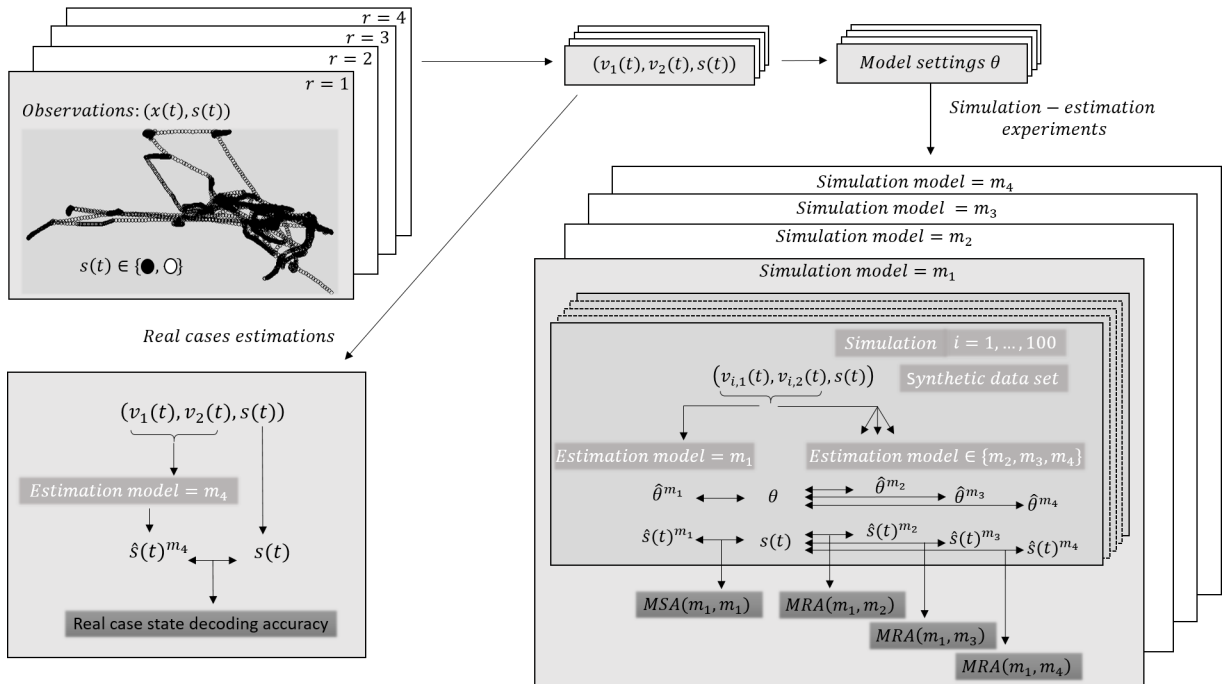 r = 4
r = 3
r = 2
r = 1
Observations: (x(t), s(t))
s(t) ∈ {●, ○}
(v₁(t), v₂(t), s(t))
Model settings θ
Simulation − estimation
experiments
Real cases estimations
(v₁(t), v₂(t), s(t))
Estimation model = m₄
ŝ(t)^m₄
s(t)
Real case state decoding accuracy
Simulation model = m₄
Simulation model = m₃
Simulation model = m₂
Simulation model = m₁
Simulation i = 1, … , 100
(vᵢ,₁(t), vᵢ,₂(t), s(t))
Synthetic data set
Estimation model = m₁
Estimation model ∈ {m₂, m₃, m₄}
θ̂^m₁ θ θ̂^m₂ θ̂^m₃ θ̂^m₄
ŝ(t)^m₁ s(t) ŝ(t)^m₂ ŝ(t)^m₃ ŝ(t)^m₄
MSA(m₁, m₁)
MRA(m₁, m₂)
MRA(m₁, m₃)
MRA(m₁, m₄)